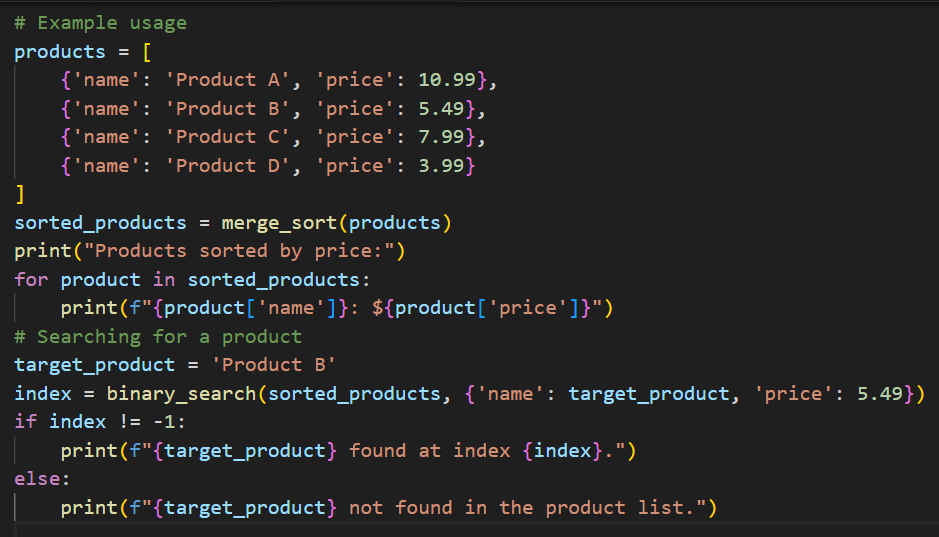 # Example usage
products = [
    {'name': 'Product A', 'price': 10.99},
    {'name': 'Product B', 'price': 5.49},
    {'name': 'Product C', 'price': 7.99},
    {'name': 'Product D', 'price': 3.99}
]
sorted_products = merge_sort(products)
print("Products sorted by price:")
for product in sorted_products:
    print(f"{product['name']}: ${product['price']}")
# Searching for a product
target_product = 'Product B'
index = binary_search(sorted_products, {'name': target_product, 'price': 5.49})
if index != -1:
    print(f"{target_product} found at index {index}.")
else:
    print(f"{target_product} not found in the product list.")